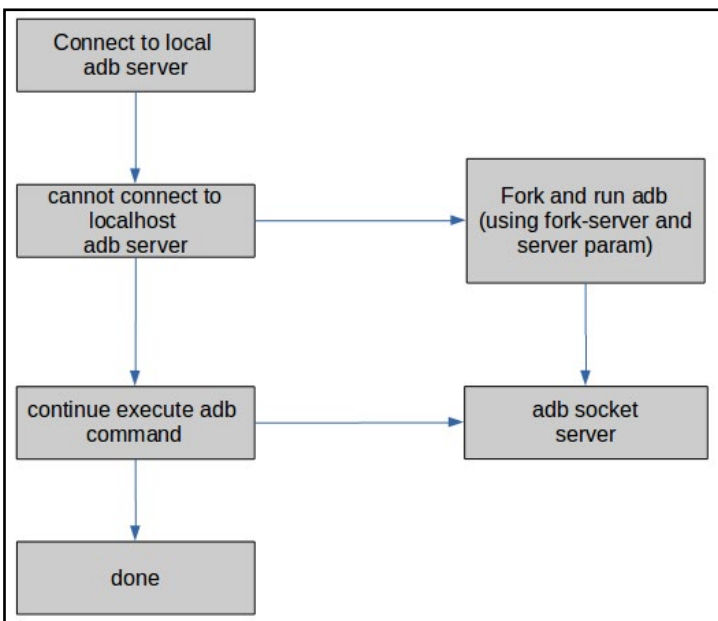 Connect to local
adb server
cannot connect to
localhost
adb server
Fork and run adb
(using fork-server and
server param)
continue execute adb
command
adb socket
server
done